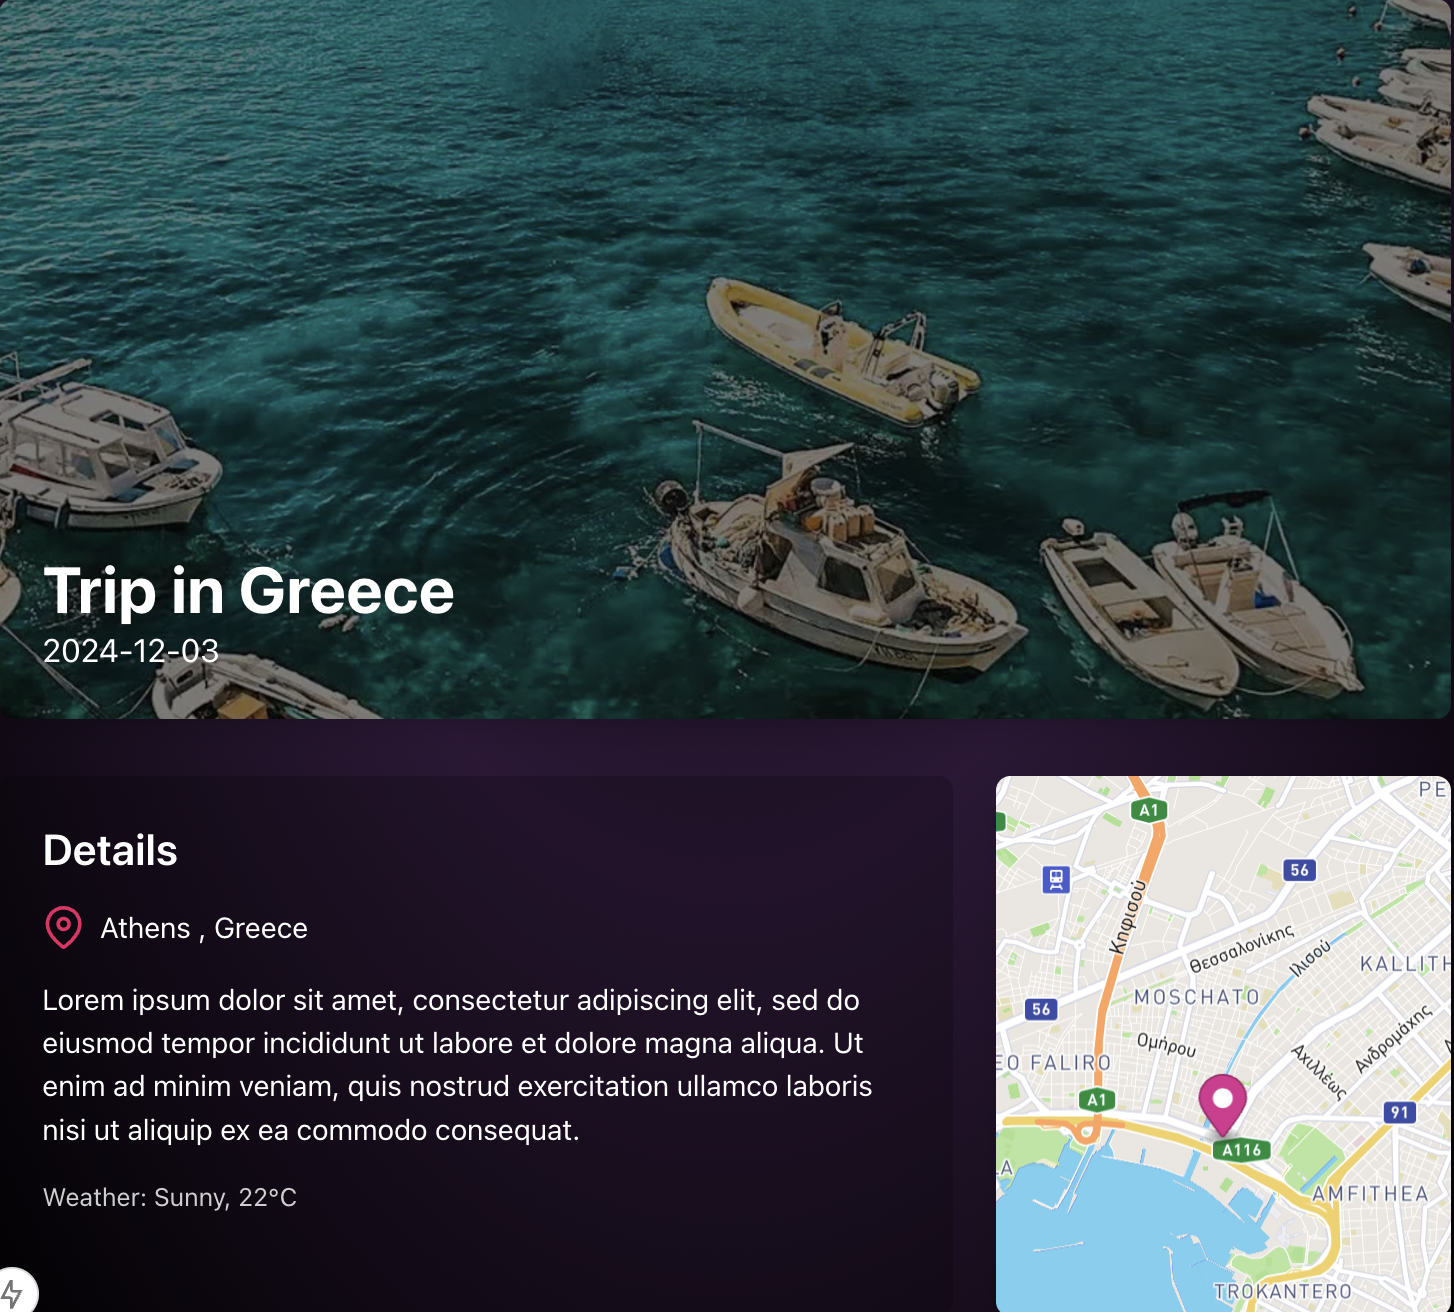 Trip in Greece
2024-12-03
Details
Athens , Greece
Lorem ipsum dolor sit amet, consectetur adipiscing elit, sed do
eiusmod tempor incididunt ut labore et dolore magna aliqua. Ut
enim ad minim veniam, quis nostrud exercitation ullamco laboris
nisi ut aliquip ex ea commodo consequat.
Weather: Sunny, 22°C
PE
A1
56
Κηφισού
Θεσσαλονίκης
Ιλισού
KALLITH
MOSCHATO
56
Ομήρου
Ανδρομάχης
Αχιλλέως
EO FALIRO
A1
91
A116
LA
AMFITHEA
TROKANTERO